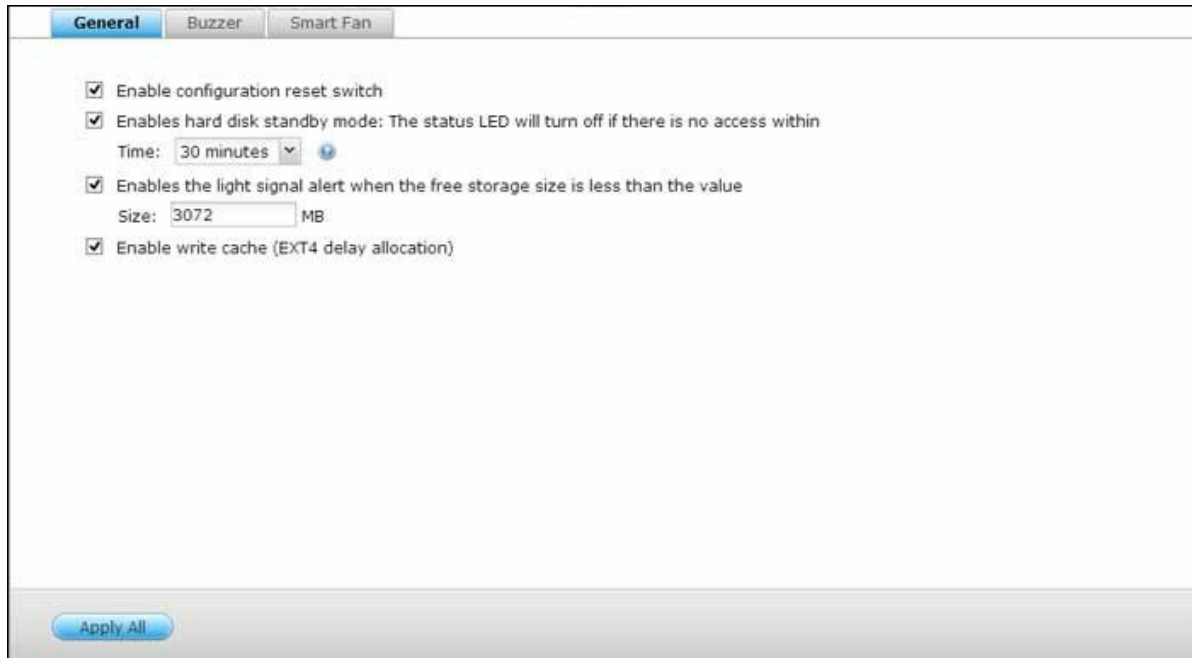 General Buzzer Smart Fan
Enable configuration reset switch
Enables hard disk standby mode: The status LED will turn off if there is no access within
Time: 30 minutes
Enables the light signal alert when the free storage size is less than the value
Size: 3072 MB
Enable write cache (EXT4 delay allocation)
Apply All